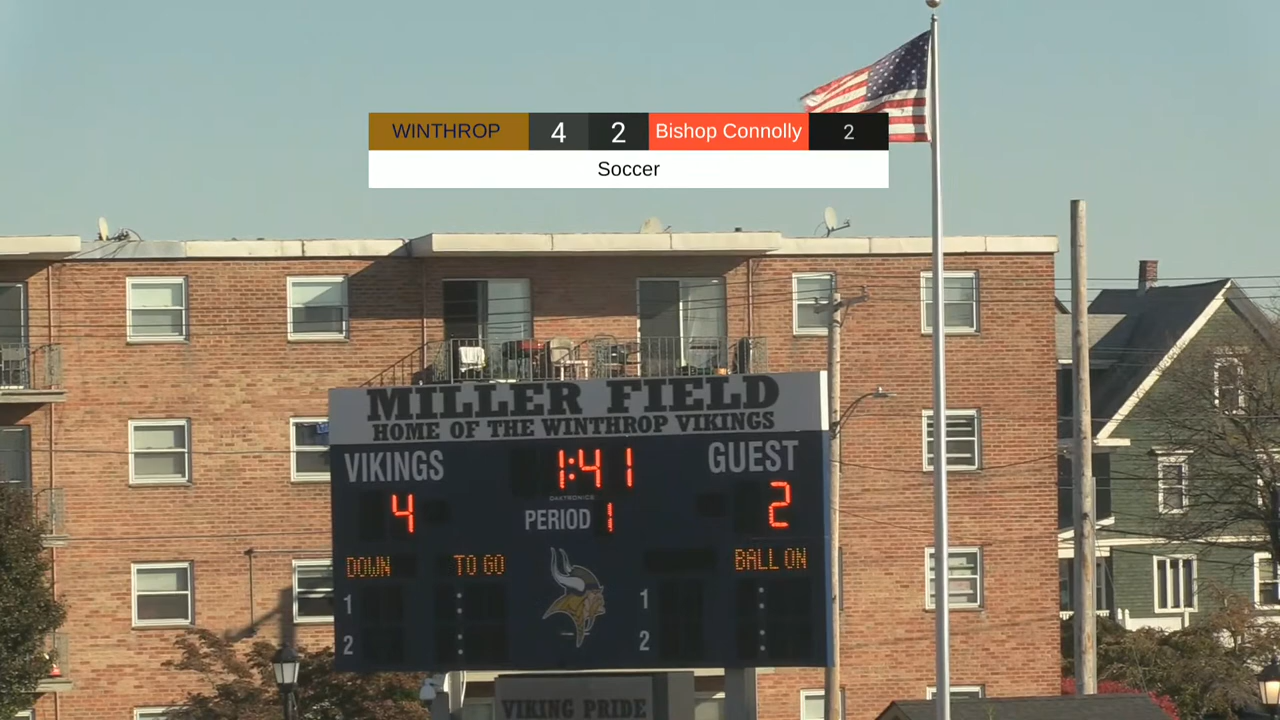 WINTHROP 4 2 Bishop Connolly 2
Soccer
MILLER FIELD
HOME OF THE WINTHROP VIKINGS
VIKINGS 1:41 GUEST
DAKTRONICS
4 PERIOD 1 2
DOWN TO GO BALL ON
1 : 1 :
2 : 2 :
VIKING PRIDE